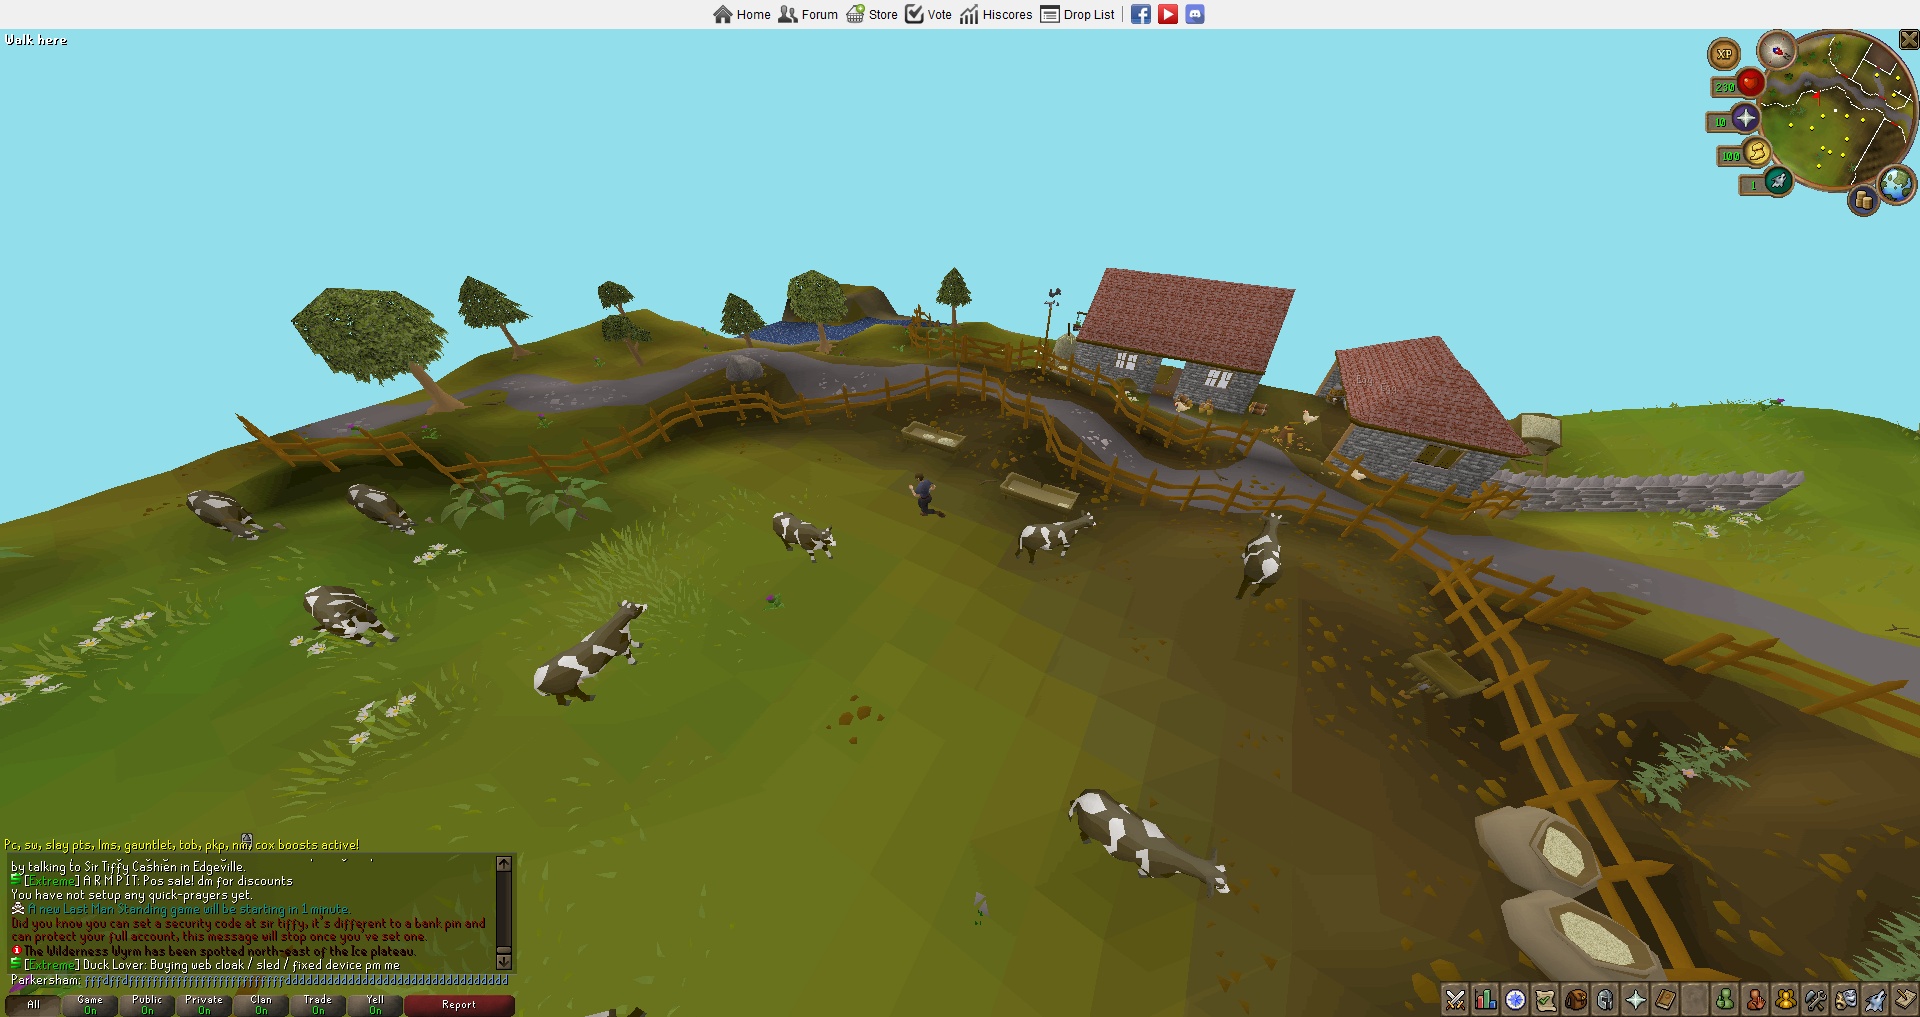 Home Forum Store Vote Hiscores Drop List
Walk here
XP
230
10
100
1
Pc, sw, slay pts, lms, gauntlet, tob, pkp, nm, cox boosts active!
by talking to Sir Tiffy Cashien in Edgeville.
[Extreme] A R M P I T: Pos sale! dm for discounts
You have not setup any quick-prayers yet.
A new Last Man Standing game will be starting in 1 minute.
Did you know you can set a security code at sir tiffy, it's different to a bank pin and
can protect your full account, this message will stop once you've set one.
The Wilderness Wyrm has been spotted north-east of the Ice plateau.
[Extreme] Duck Lover: Buying web cloak / sled / fixed device pm me
Parkersham:
All
Game On
Public On
Private On
Clan On
Trade On
Yell On
Report